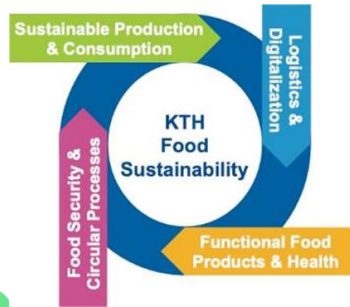 Sustainable Production
& Consumption
Logistics &
Digitalization
KTH
Food
Sustainability
Functional Food
Products & Health
Food Security &
Circular Processes